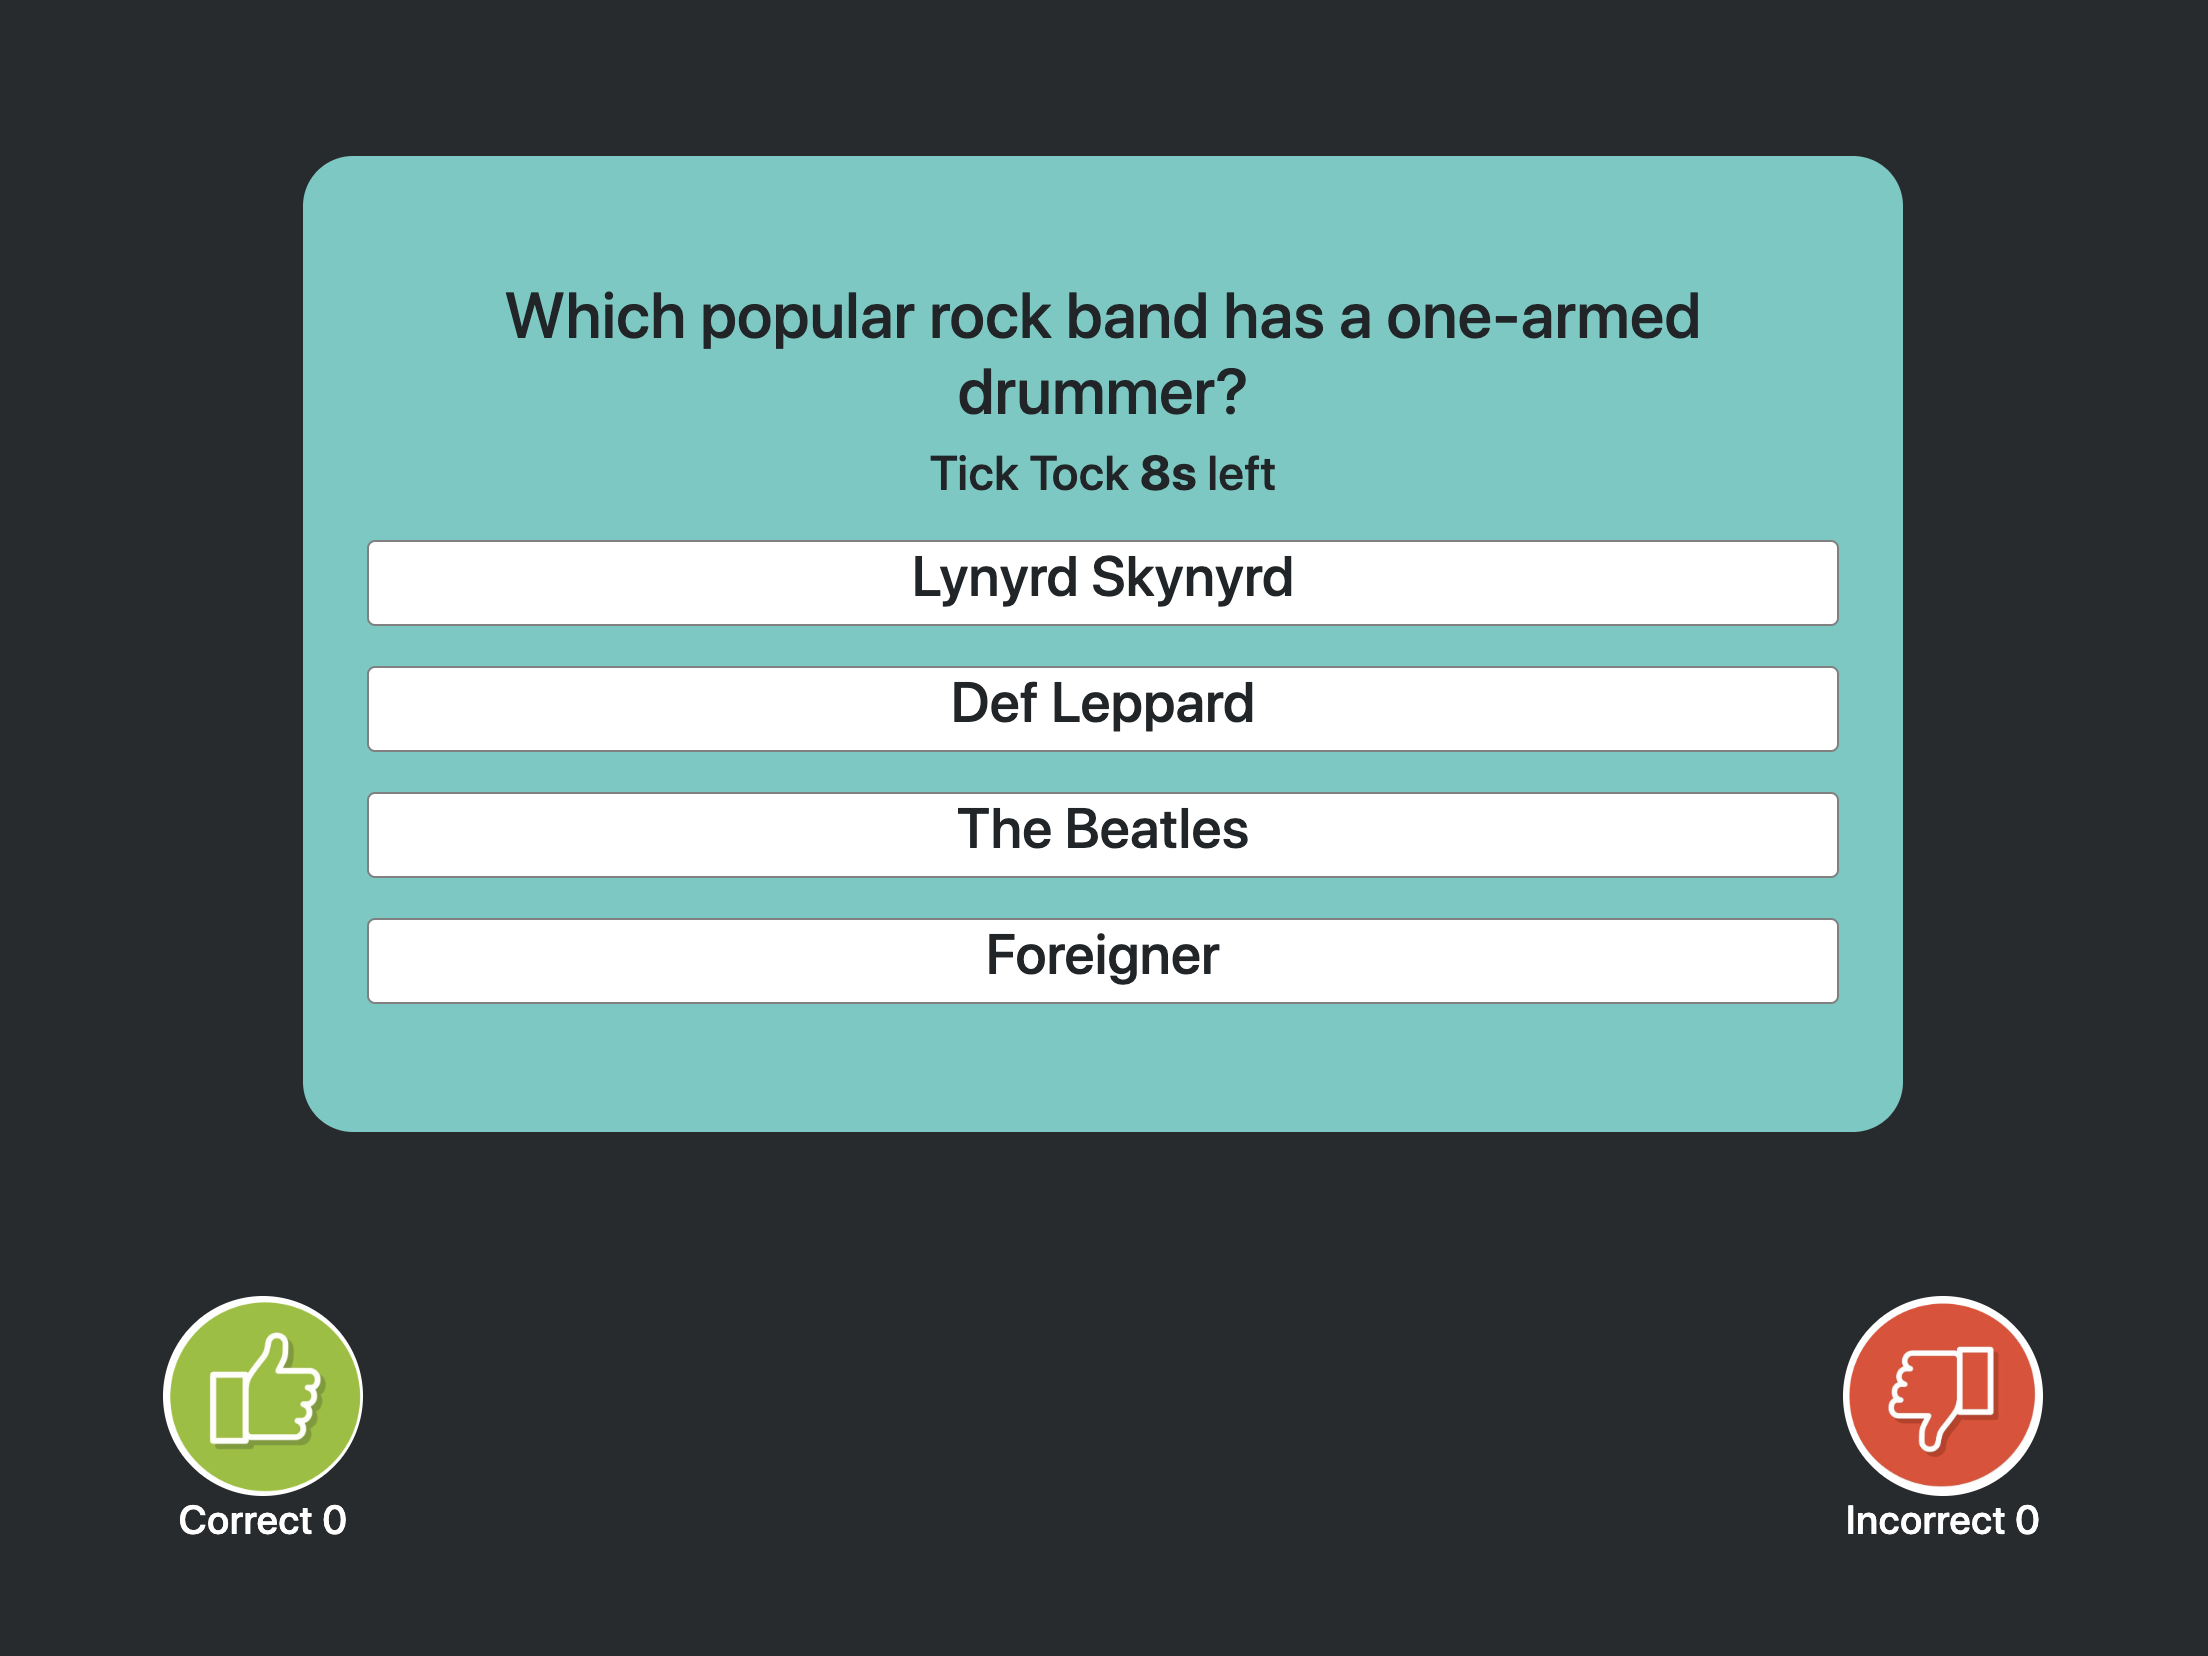 Which popular rock band has a one-armed
drummer?
Tick Tock 8s left
Lynyrd Skynyrd
Def Leppard
The Beatles
Foreigner
Correct 0
Incorrect 0